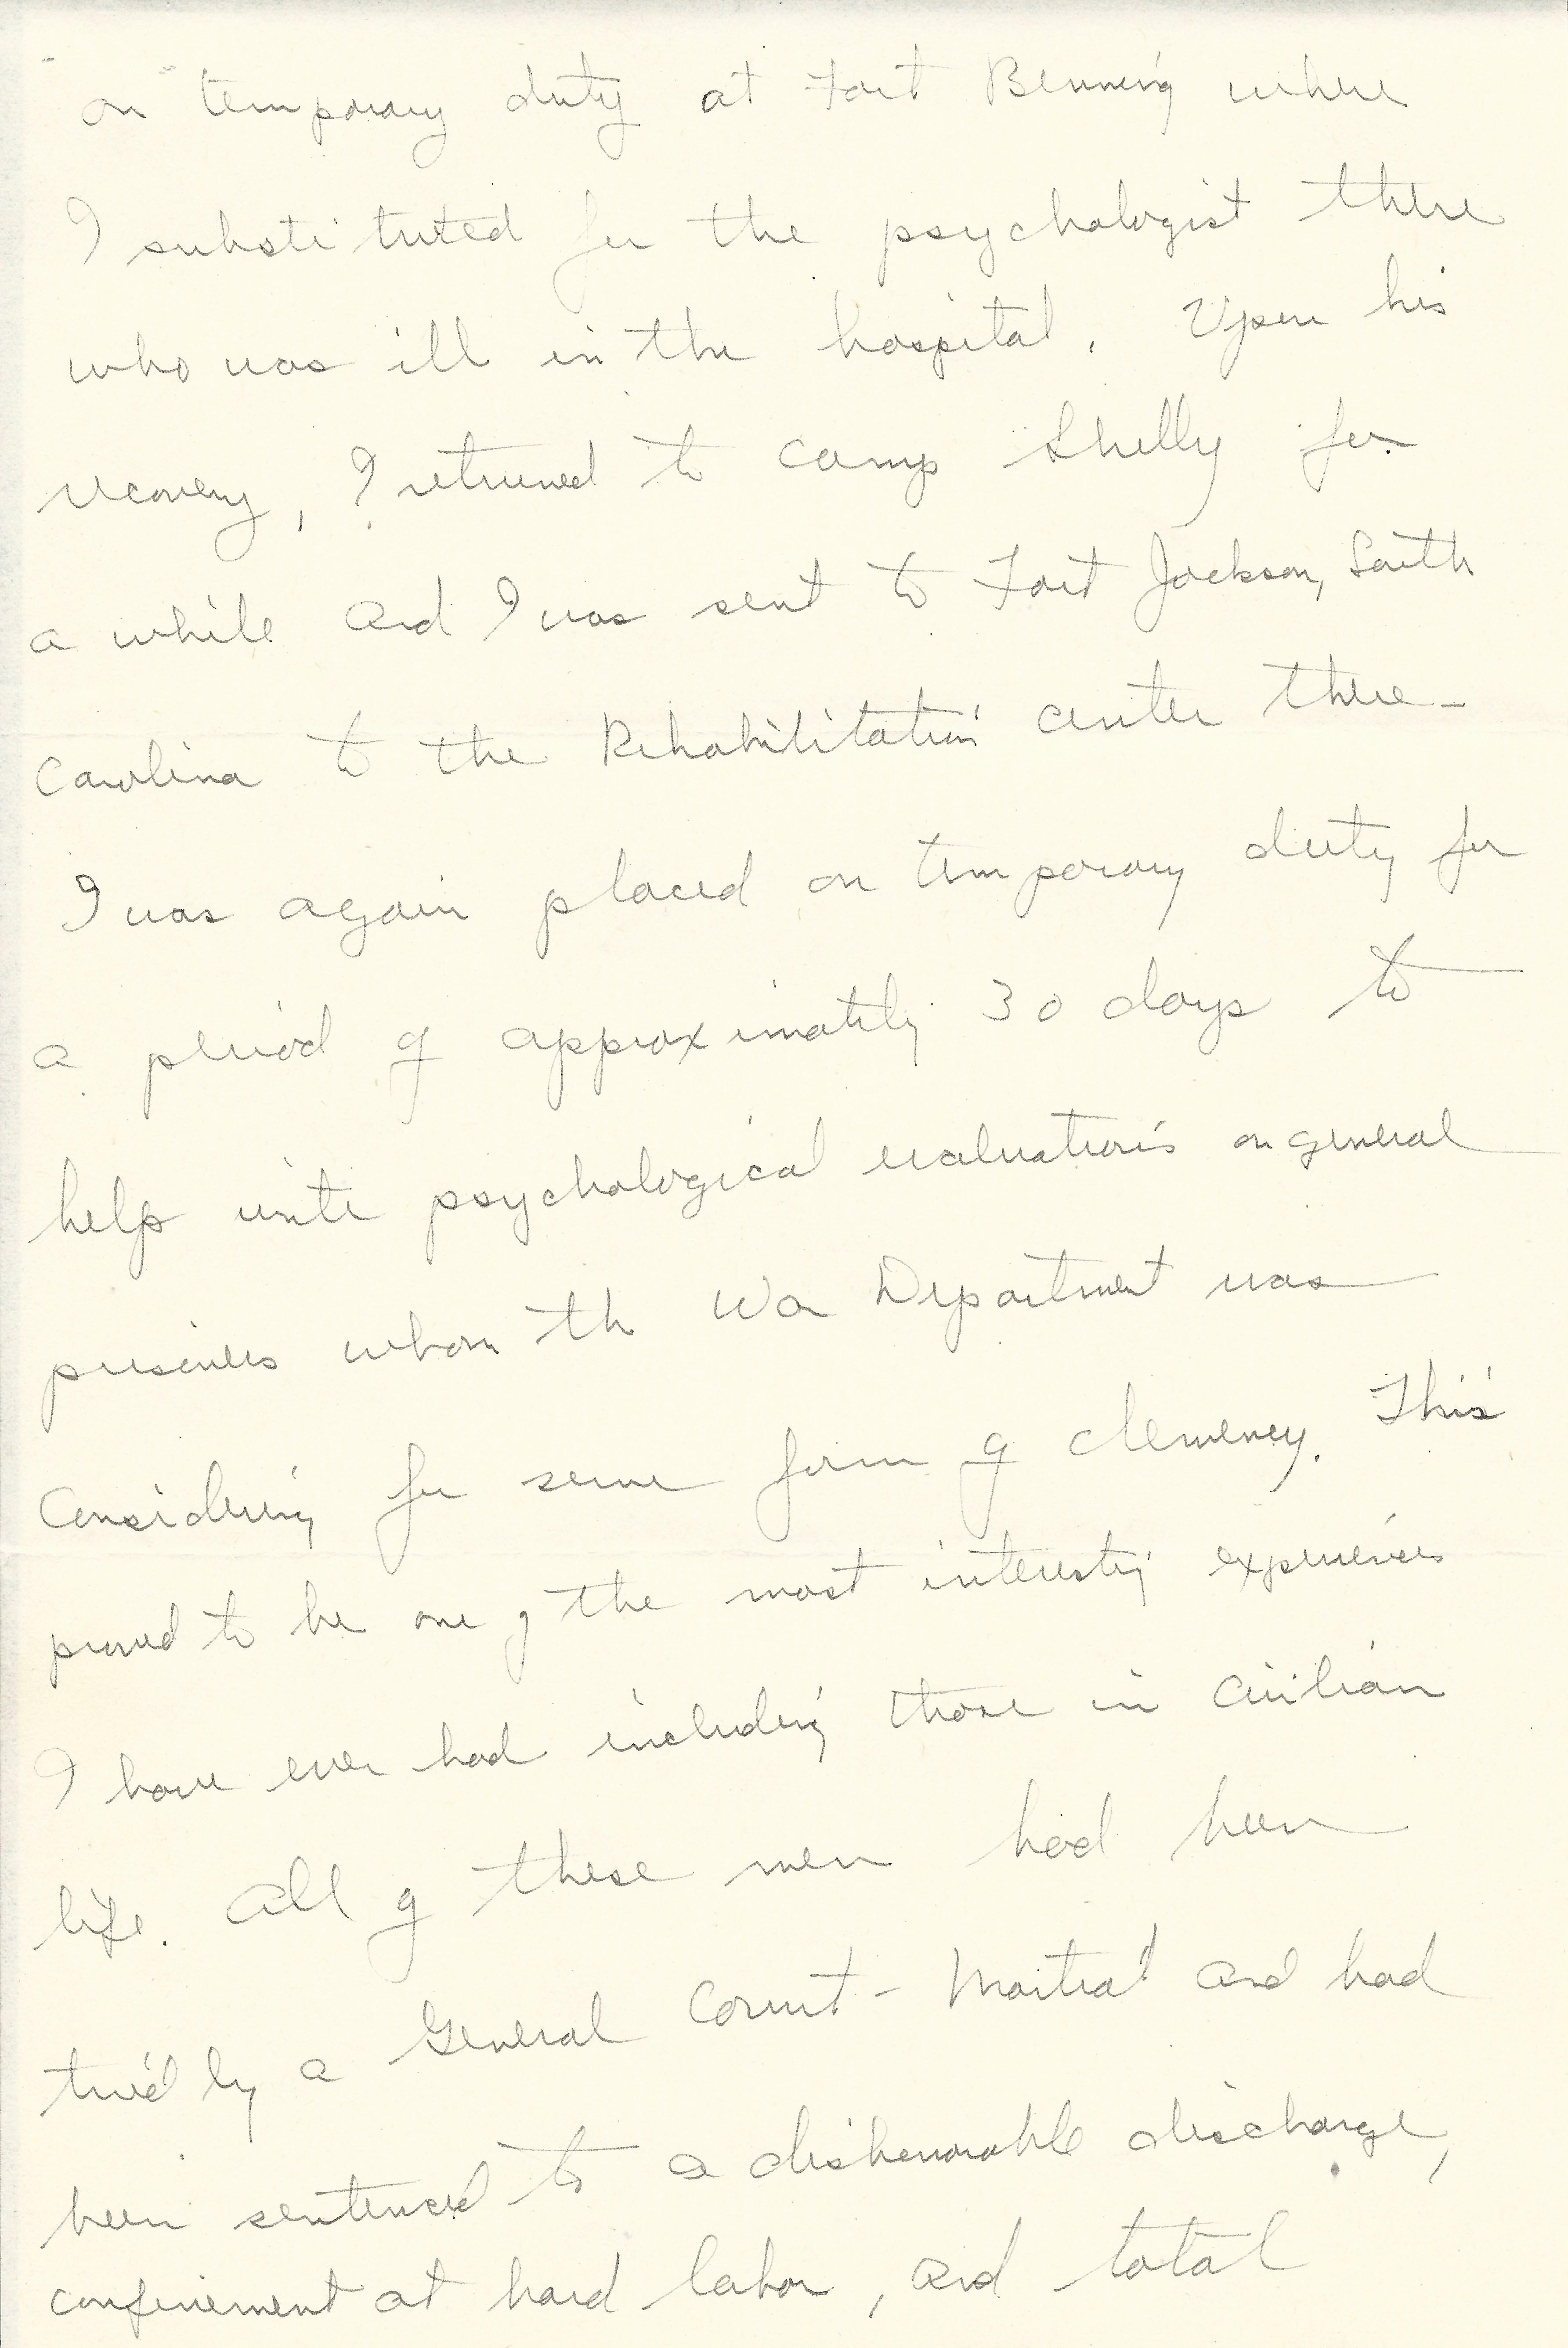 on temporary duty at Fort Benning where
I substituted for the psychologist there
who was ill in the hospital. Upon his
recovery, I returned to Camp Shelly for
a while and I was sent to Fort Jackson, South
Carolina to the Rehabilitation center there -
I was again placed on temporary duty for
a period of approximately 30 days to
help write psychological evaluations on general
prisoners whom th War Department was
considering for some form of clemency. This
proved to be one of the most interesting experiences
I have ever had including those in civilian
life. All of these men had been
tried by a General Court-Martial and had
been sentenced to a dishonorable discharge,
confinement at hard labor, and total